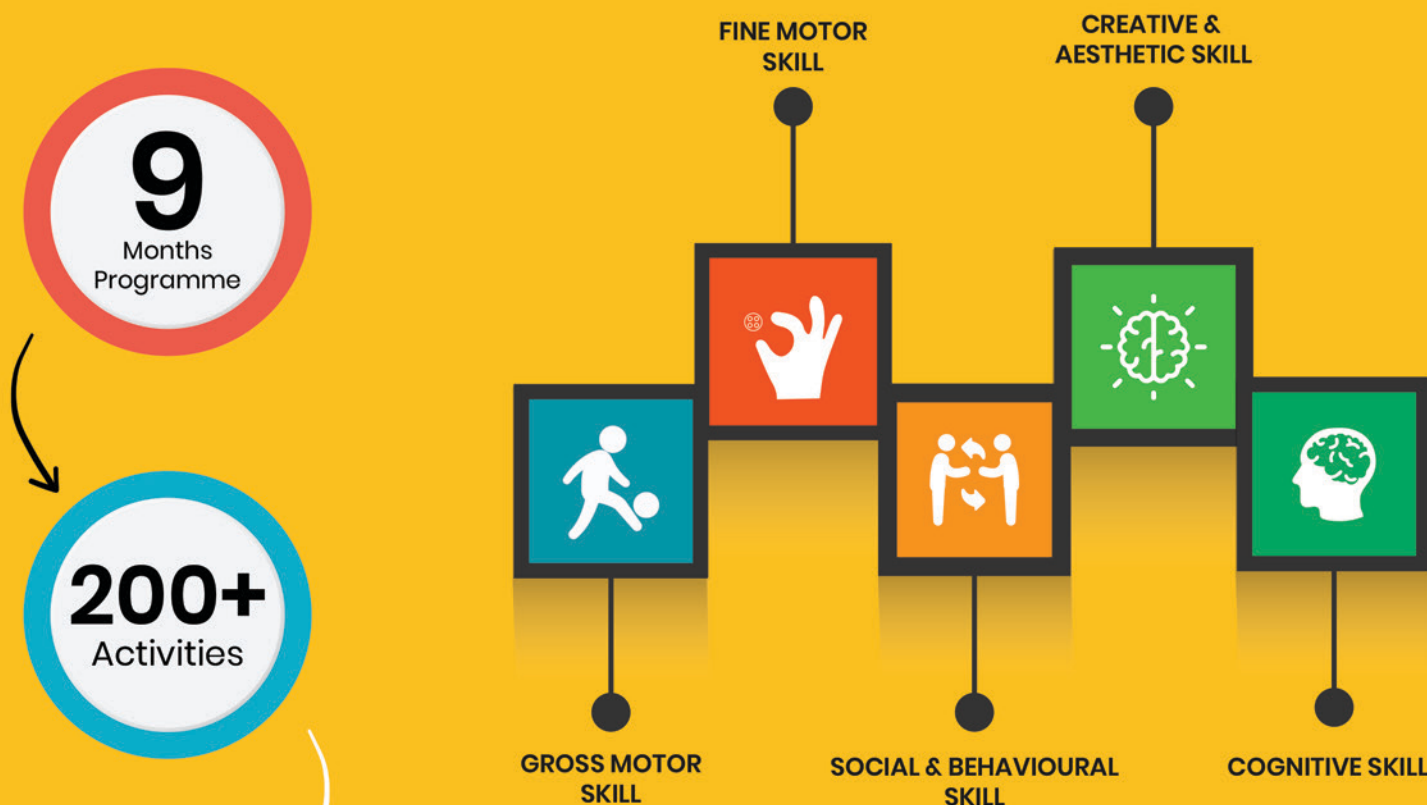 9
Months
Programme
200+
Activities
FINE MOTOR
SKILL
CREATIVE &
AESTHETIC SKILL
GROSS MOTOR
SKILL
SOCIAL & BEHAVIOURAL
SKILL
COGNITIVE SKILL